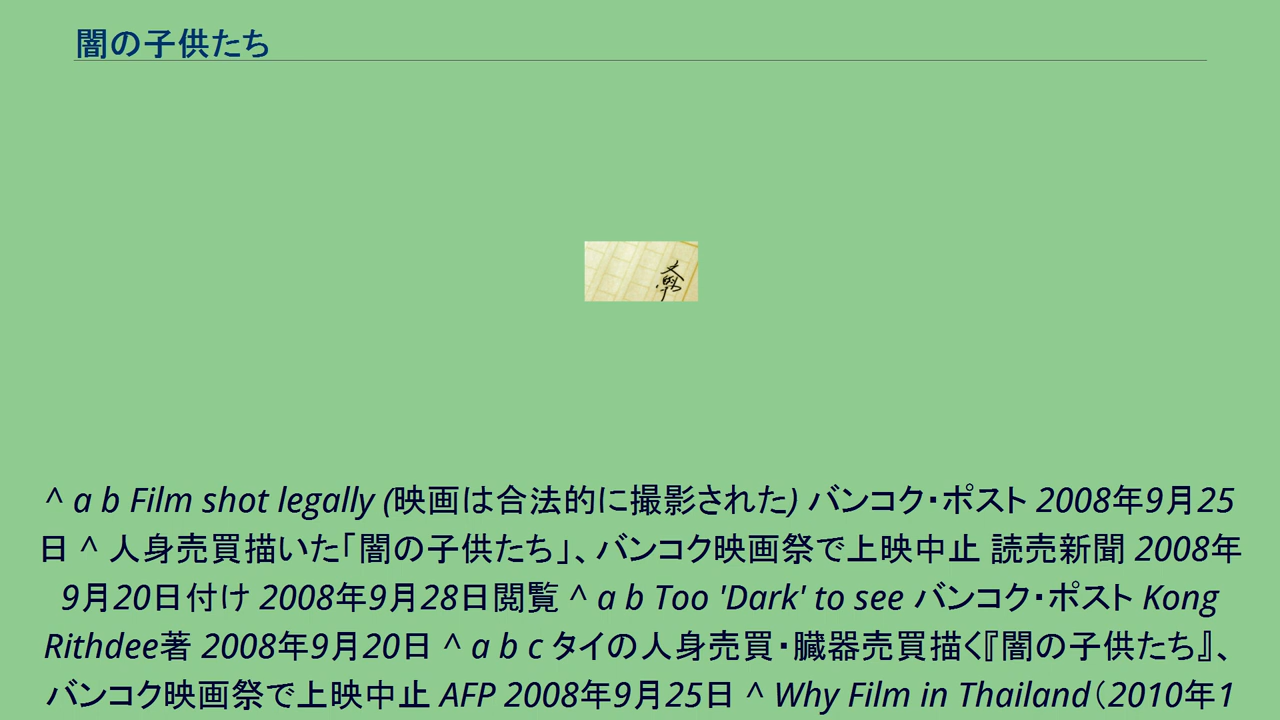 闇の子供たち
^ a b Film shot legally (映画は合法的に撮影された) バンコク・ポスト 2008年9月25
日 ^ 人身売買描いた「闇の子供たち」、バンコク映画祭で上映中止 読売新聞 2008年
9月20日付け 2008年9月28日閲覧 ^ a b Too 'Dark' to see バンコク・ポスト Kong
Rithdee著 2008年9月20日 ^ a b c タイの人身売買・臓器売買描く『闇の子供たち』、
バンコク映画祭で上映中止 AFP 2008年9月25日 ^ Why Film in Thailand（2010年1